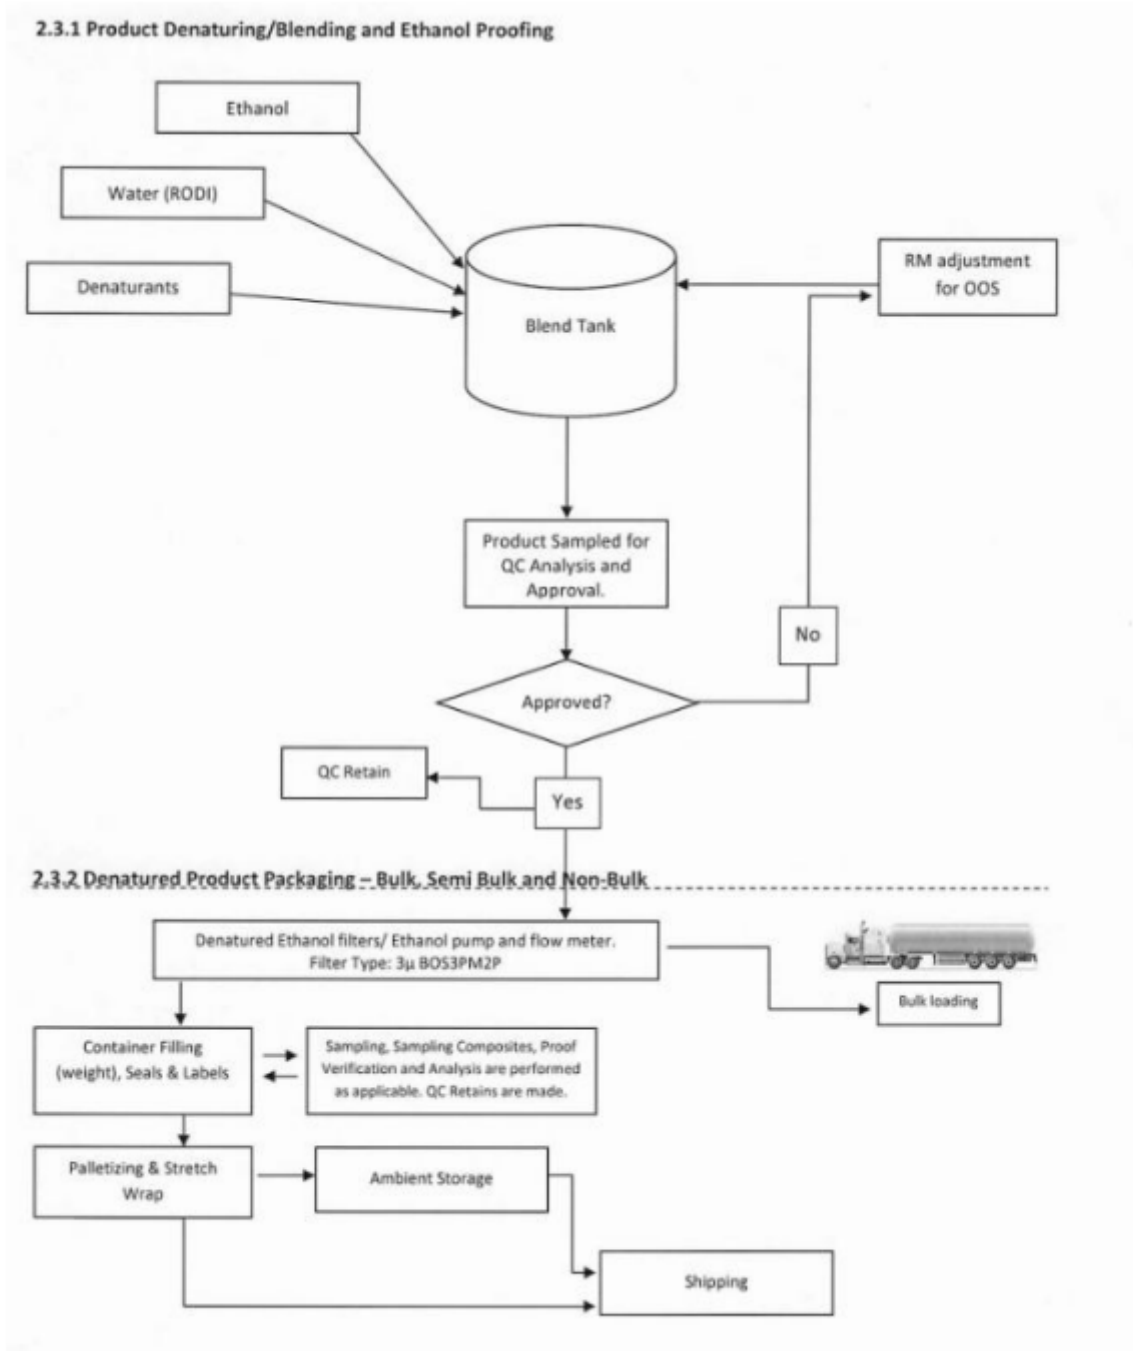 2.3.1 Product Denaturing/Blending and Ethanol Proofing
Ethanol
Water (RODI)
Denaturants
Blend Tank
RM adjustment
for OOS
Product Sampled for
QC Analysis and
Approval.
No
Approved?
QC Retain
Yes
2.3.2 Denatured Product Packaging – Bulk, Semi Bulk and Non-Bulk
Denatured Ethanol filters/ Ethanol pump and flow meter.
Filter Type: 3µ BOS3PM2P
Bulk loading
Container Filling
(weight), Seals & Labels
Sampling, Sampling Composites, Proof
Verification and Analysis are performed
as applicable. QC Retains are made.
Palletizing & Stretch
Wrap
Ambient Storage
Shipping